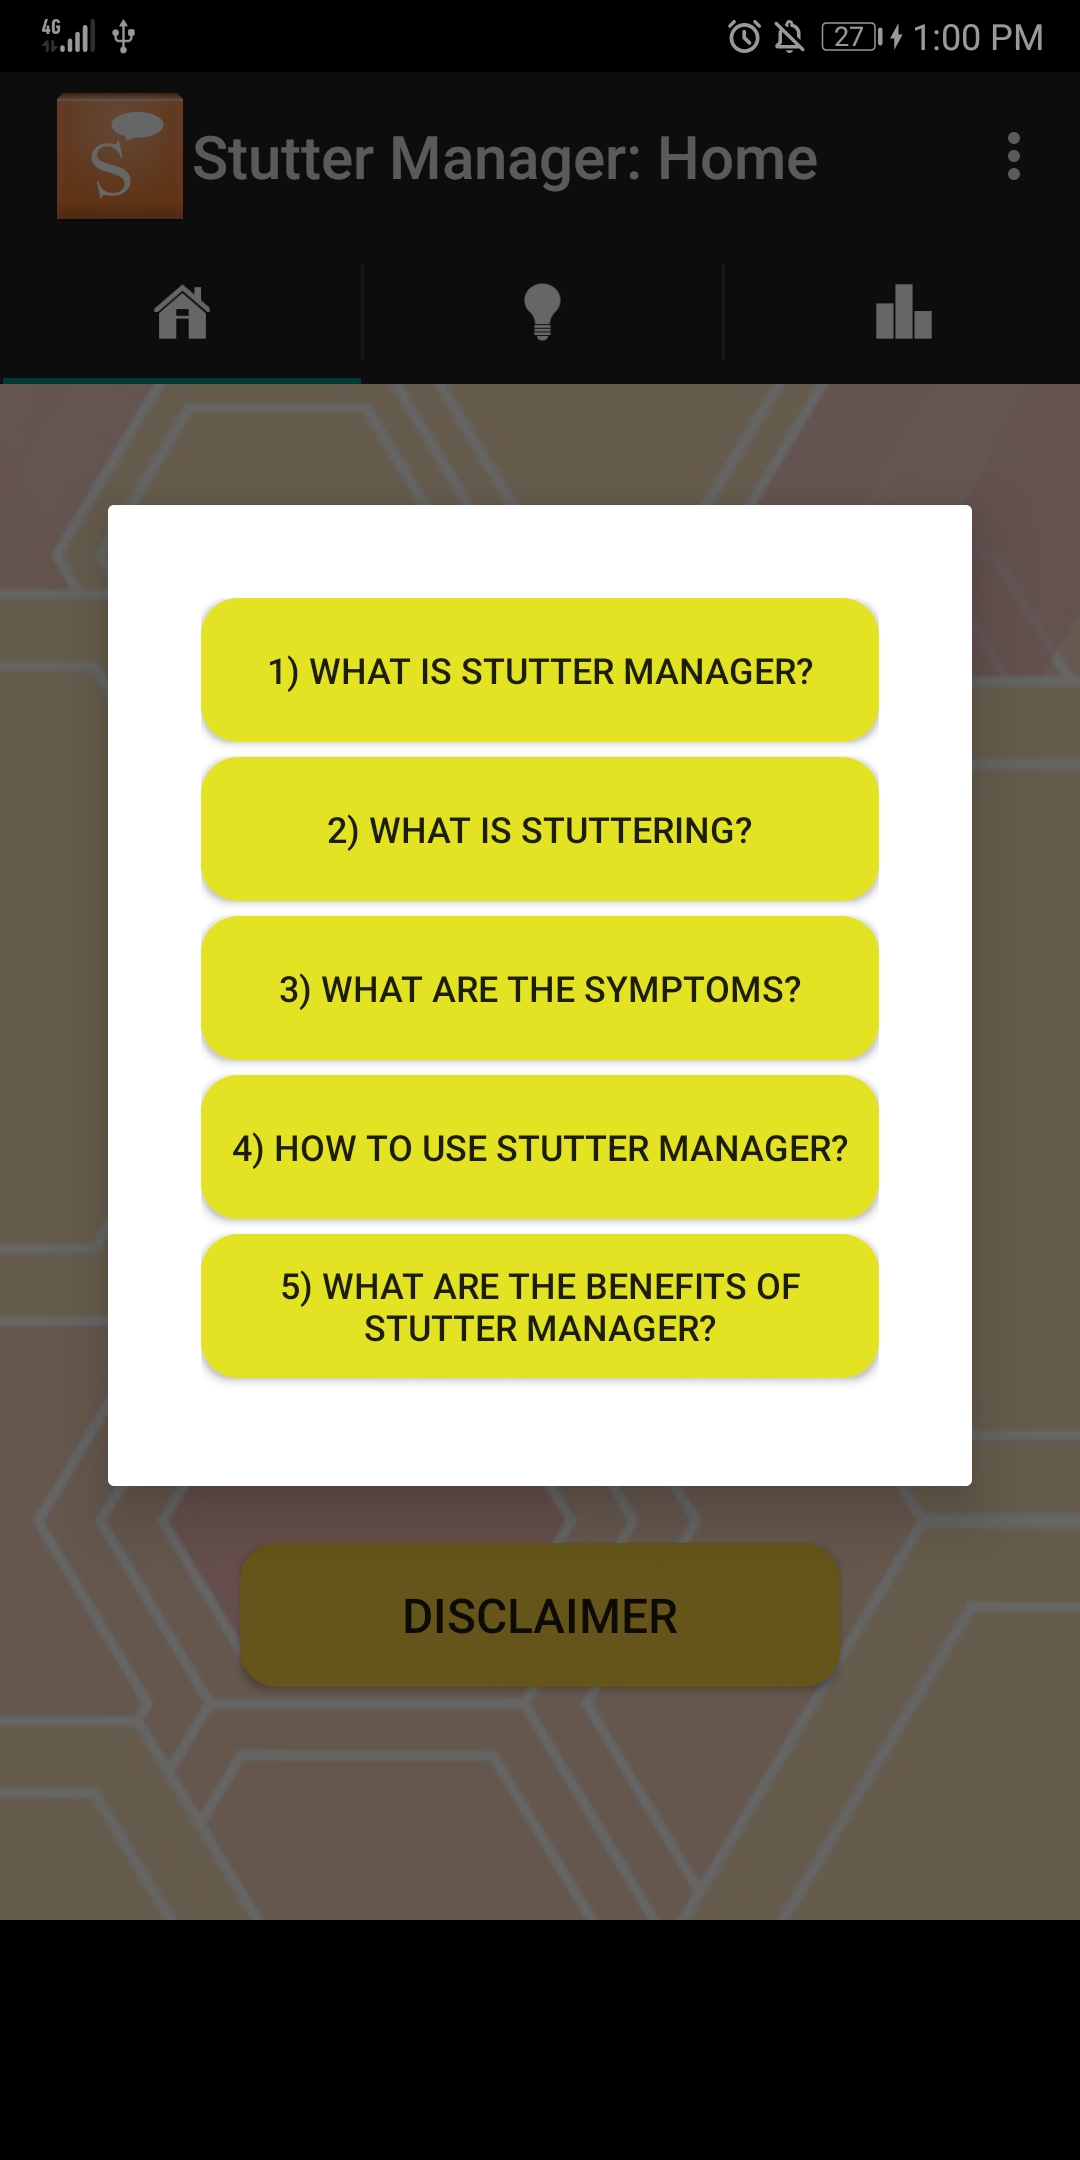 4G
27
1:00 PM
S
Stutter Manager: Home
1) WHAT IS STUTTER MANAGER?
2) WHAT IS STUTTERING?
3) WHAT ARE THE SYMPTOMS?
4) HOW TO USE STUTTER MANAGER?
5) WHAT ARE THE BENEFITS OF
STUTTER MANAGER?
DISCLAIMER